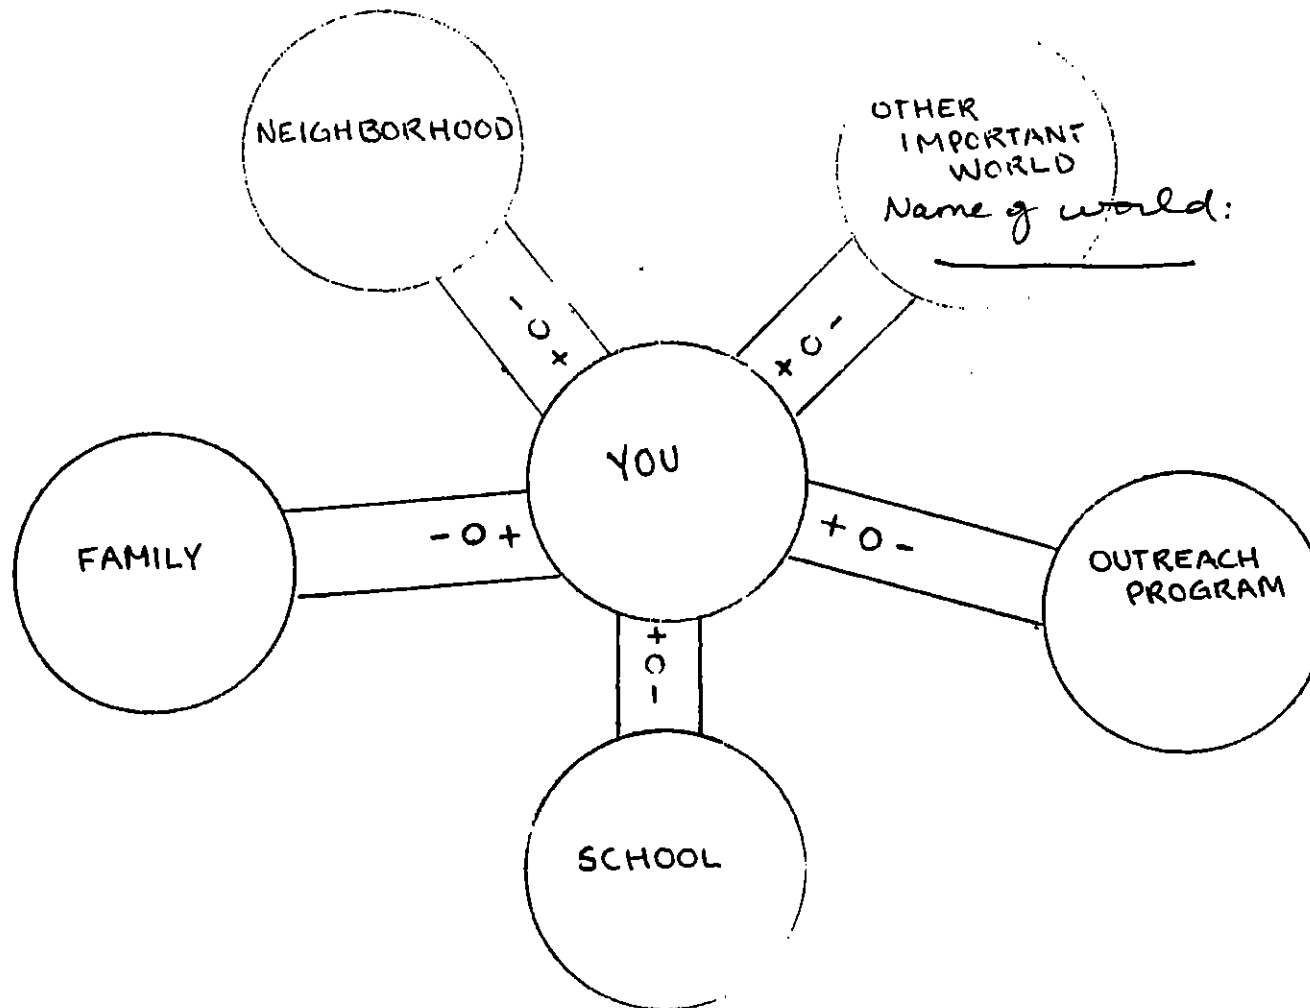 NEIGHBORHOOD
OTHER
IMPORTANT
WORLD
Name of world:
- O +
+ O -
YOU
FAMILY
- O +
+ O -
OUTREACH
PROGRAM
+ O -
SCHOOL